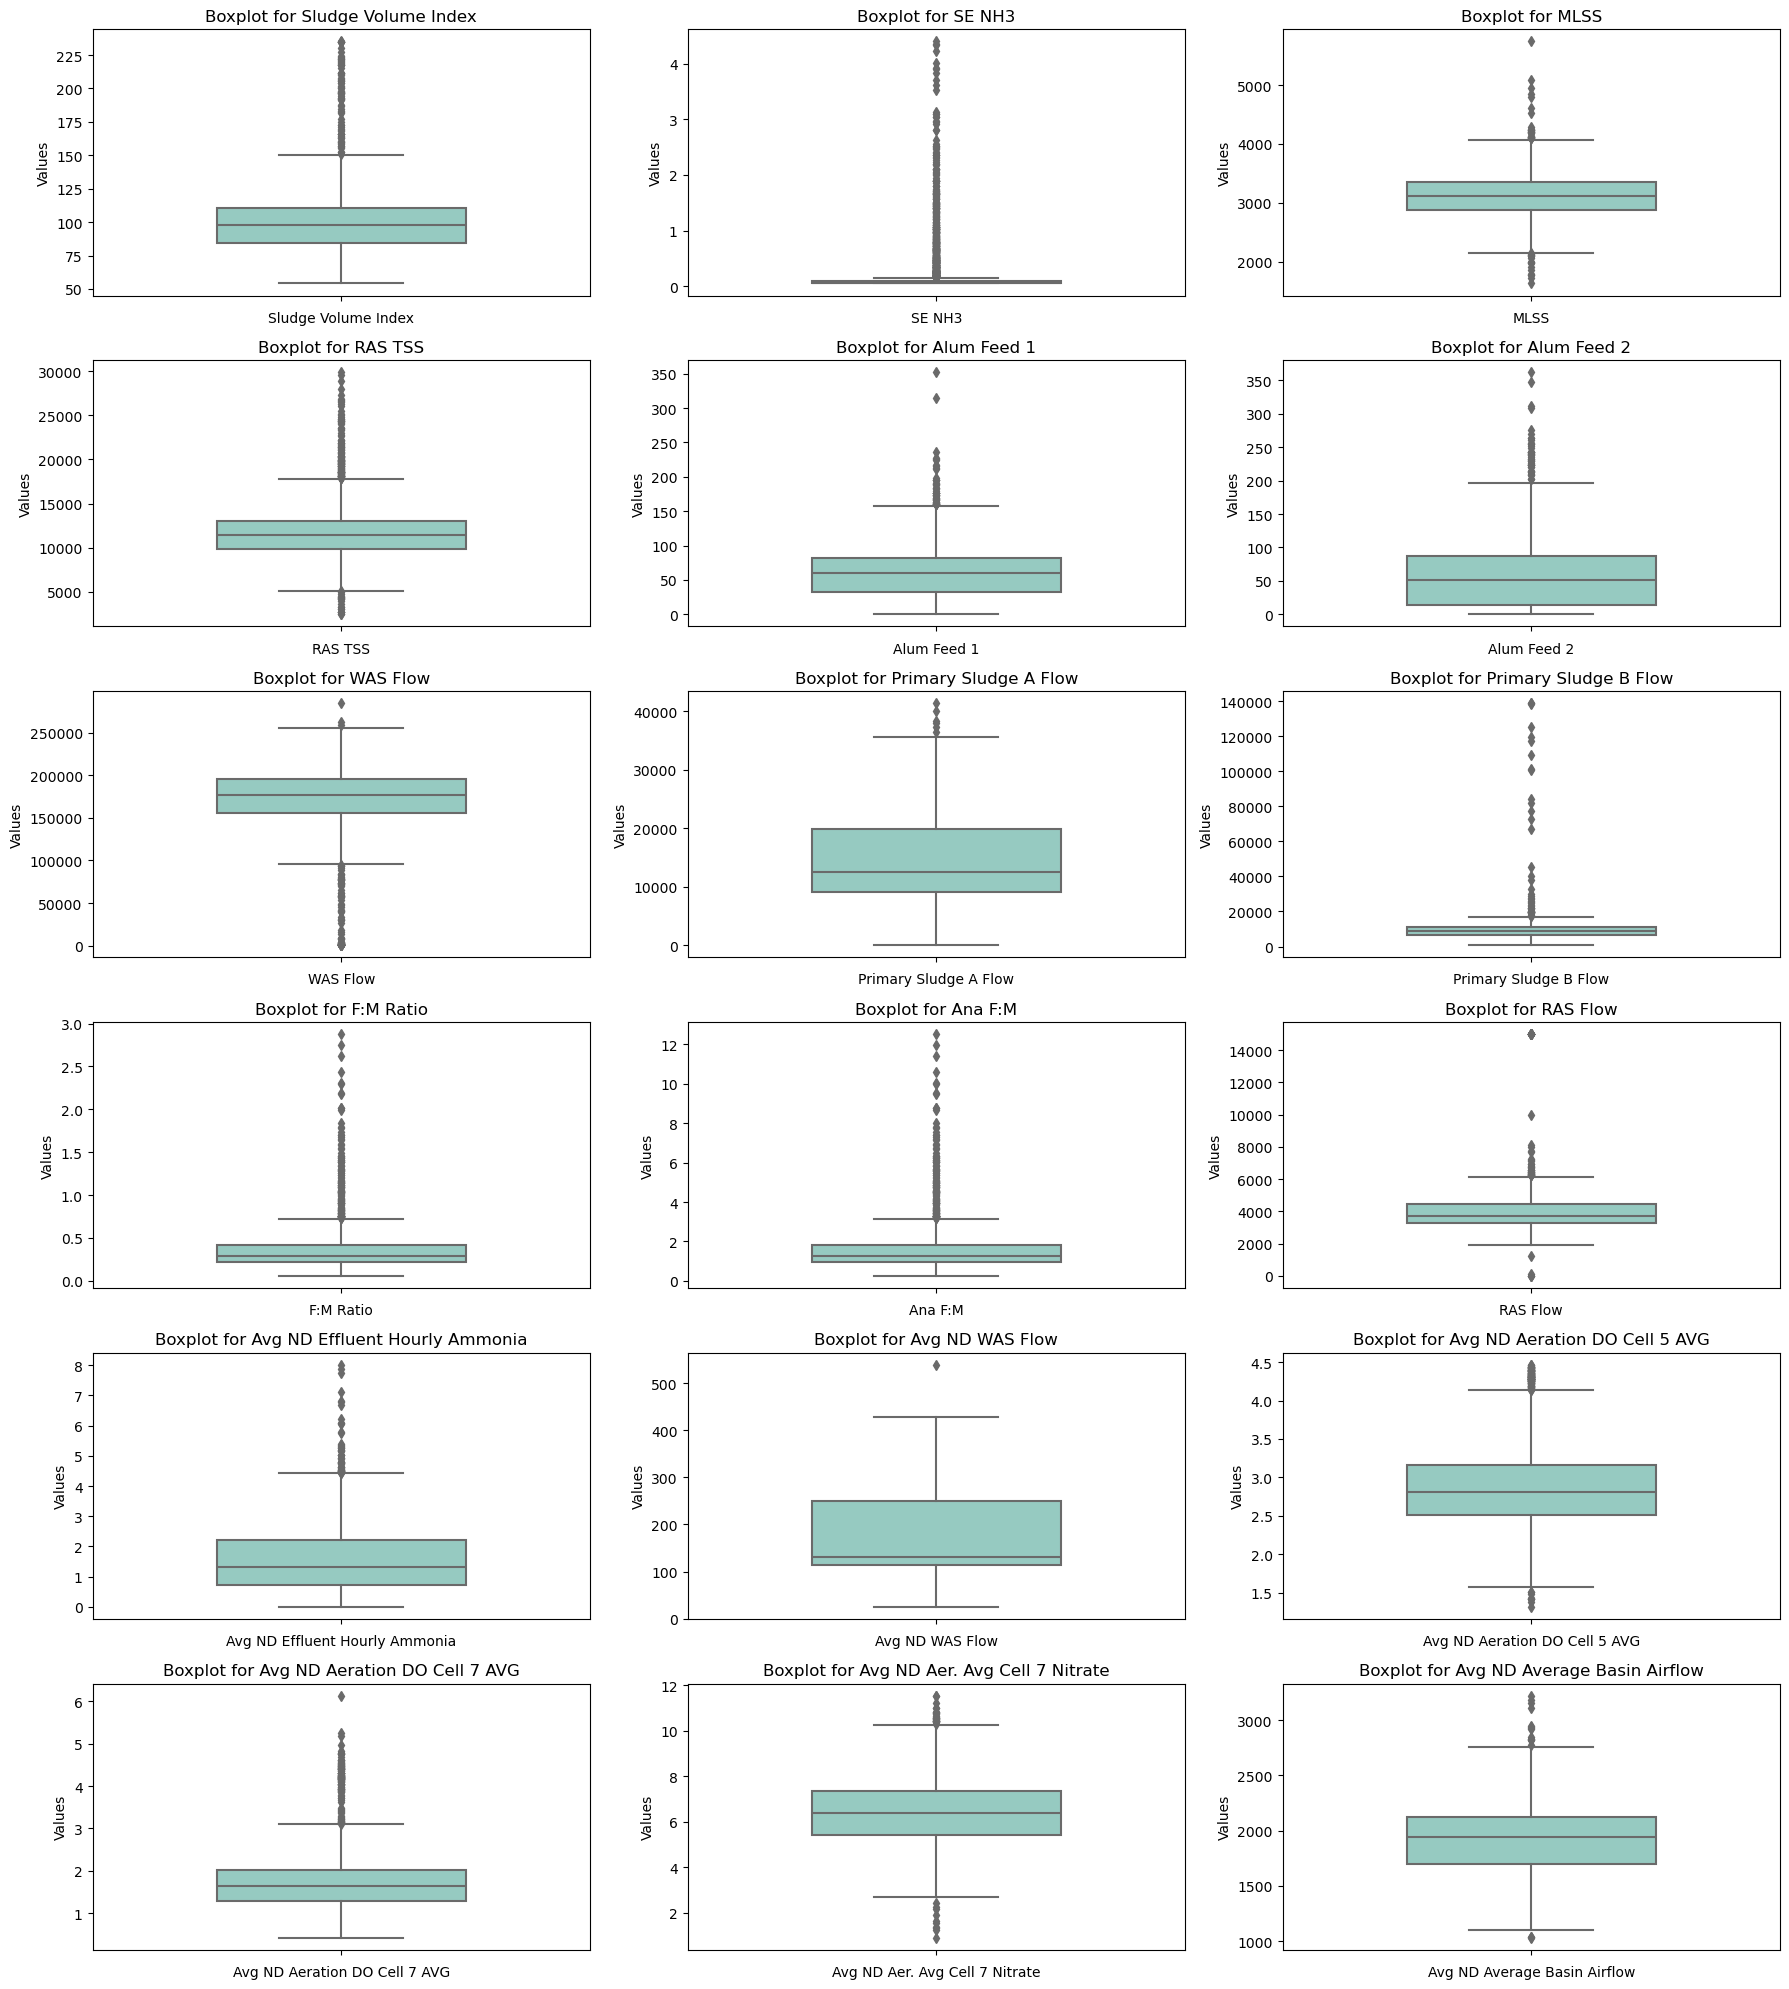 Boxplot for Sludge Volume Index
225
200
175
150
125
100
75
50
Values
Sludge Volume Index
Boxplot for SE NH3
4
3
2
1
0
Values
SE NH3
Boxplot for MLSS
5000
4000
3000
2000
Values
MLSS
Boxplot for RAS TSS
30000
25000
20000
15000
10000
5000
Values
RAS TSS
Boxplot for Alum Feed 1
350
300
250
200
150
100
50
0
Values
Alum Feed 1
Boxplot for Alum Feed 2
350
300
250
200
150
100
50
0
Values
Alum Feed 2
Boxplot for WAS Flow
250000
200000
150000
100000
50000
0
Values
WAS Flow
Boxplot for Primary Sludge A Flow
40000
30000
20000
10000
0
Values
Primary Sludge A Flow
Boxplot for Primary Sludge B Flow
140000
120000
100000
80000
60000
40000
20000
0
Values
Primary Sludge B Flow
Boxplot for F:M Ratio
3.0
2.5
2.0
1.5
1.0
0.5
0.0
Values
F:M Ratio
Boxplot for Ana F:M
12
10
8
6
4
2
0
Values
Ana F:M
Boxplot for RAS Flow
14000
12000
10000
8000
6000
4000
2000
0
Values
RAS Flow
Boxplot for Avg ND Effluent Hourly Ammonia
8
7
6
5
4
3
2
1
0
Values
Avg ND Effluent Hourly Ammonia
Boxplot for Avg ND WAS Flow
500
400
300
200
100
0
Values
Avg ND WAS Flow
Boxplot for Avg ND Aeration DO Cell 5 AVG
4.5
4.0
3.5
3.0
2.5
2.0
1.5
Values
Avg ND Aeration DO Cell 5 AVG
Boxplot for Avg ND Aeration DO Cell 7 AVG
6
5
4
3
2
1
Values
Avg ND Aeration DO Cell 7 AVG
Boxplot for Avg ND Aer. Avg Cell 7 Nitrate
12
10
8
6
4
2
Values
Avg ND Aer. Avg Cell 7 Nitrate
Boxplot for Avg ND Average Basin Airflow
3000
2500
2000
1500
1000
Values
Avg ND Average Basin Airflow